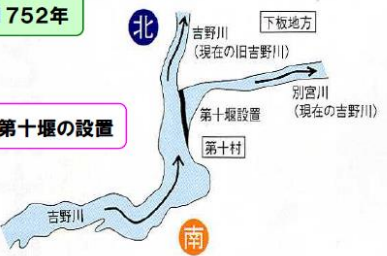 752年
北
吉野川
(現在の旧吉野川)
下板地方
別宮川
(現在の吉野川)
第十堰設置
第十堰の設置
第十村
吉野川
南